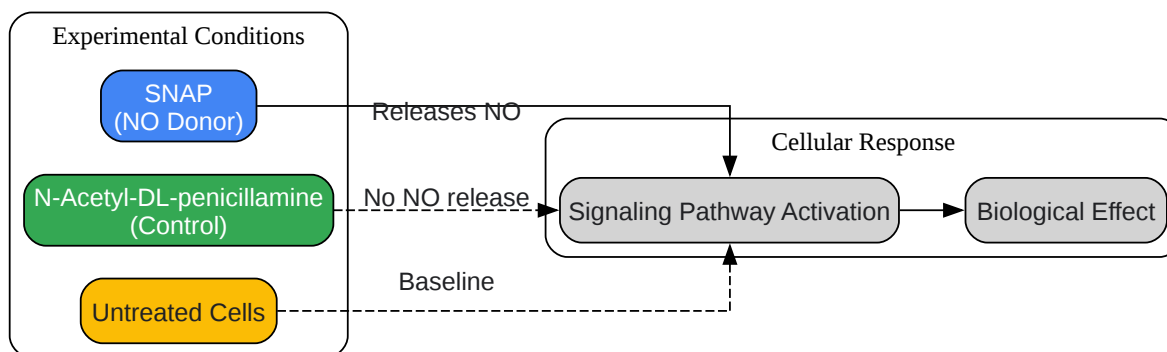 Experimental Conditions
SNAP
(NO Donor)
Releases NO
Cellular Response
N-Acetyl-DL-penicillamine
(Control)
No NO release
Signaling Pathway Activation
Biological Effect
Baseline
Untreated Cells